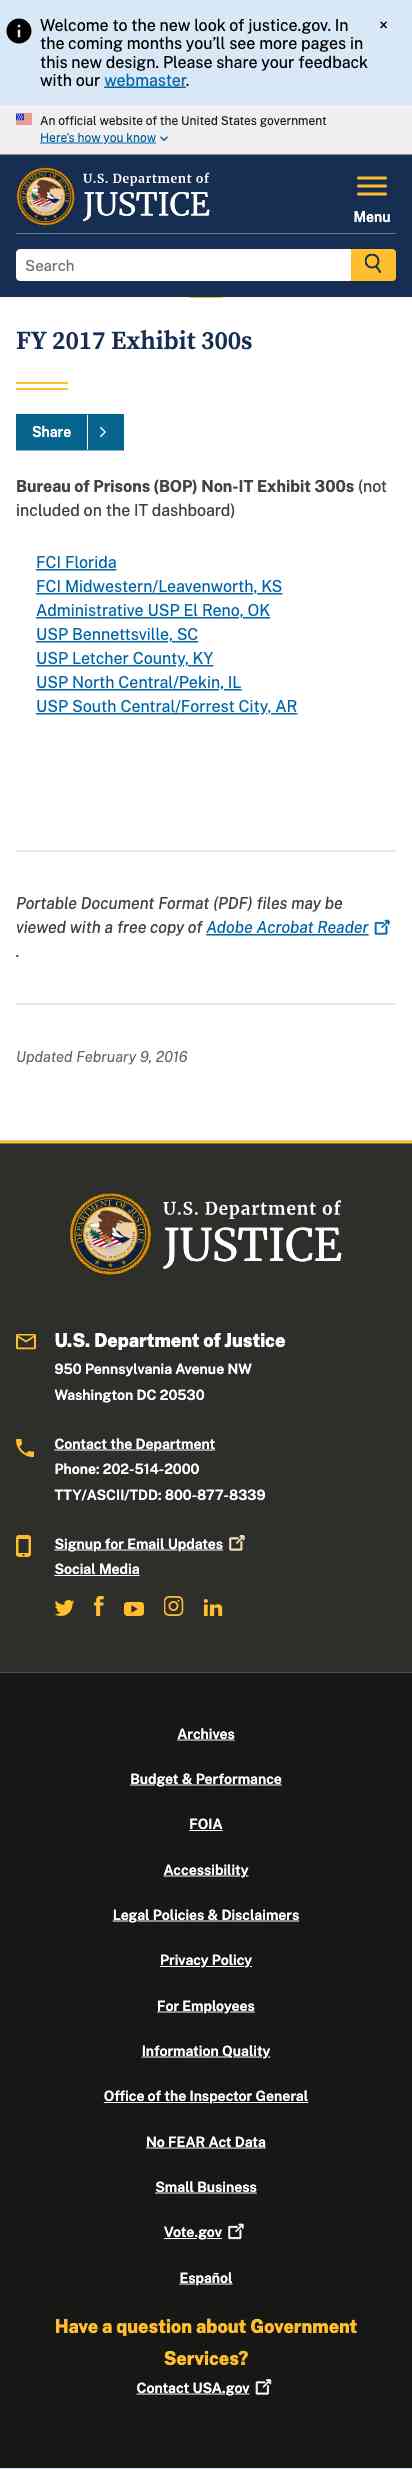 Welcome to the new look of justice.gov. In
the coming months you'll see more pages in
this new design. Please share your feedback
with our webmaster.
×
An official website of the United States government
Here's how you know
U.S. Department of
JUSTICE
Menu
Search
FY 2017 Exhibit 300s
Share
Bureau of Prisons (BOP) Non-IT Exhibit 300s (not
included on the IT dashboard)
FCI Florida
FCI Midwestern/Leavenworth, KS
Administrative USP El Reno, OK
USP Bennettsville, SC
USP Letcher County, KY
USP North Central/Pekin, IL
USP South Central/Forrest City, AR
Portable Document Format (PDF) files may be
viewed with a free copy of Adobe Acrobat Reader
.
Updated February 9, 2016
U.S. Department of
JUSTICE
U.S. Department of Justice
950 Pennsylvania Avenue NW
Washington DC 20530
Contact the Department
Phone: 202-514-2000
TTY/ASCII/TDD: 800-877-8339
Signup for Email Updates
Social Media
Archives
Budget & Performance
FOIA
Accessibility
Legal Policies & Disclaimers
Privacy Policy
For Employees
Information Quality
Office of the Inspector General
No FEAR Act Data
Small Business
Vote.gov
Español
Have a question about Government
Services?
Contact USA.gov